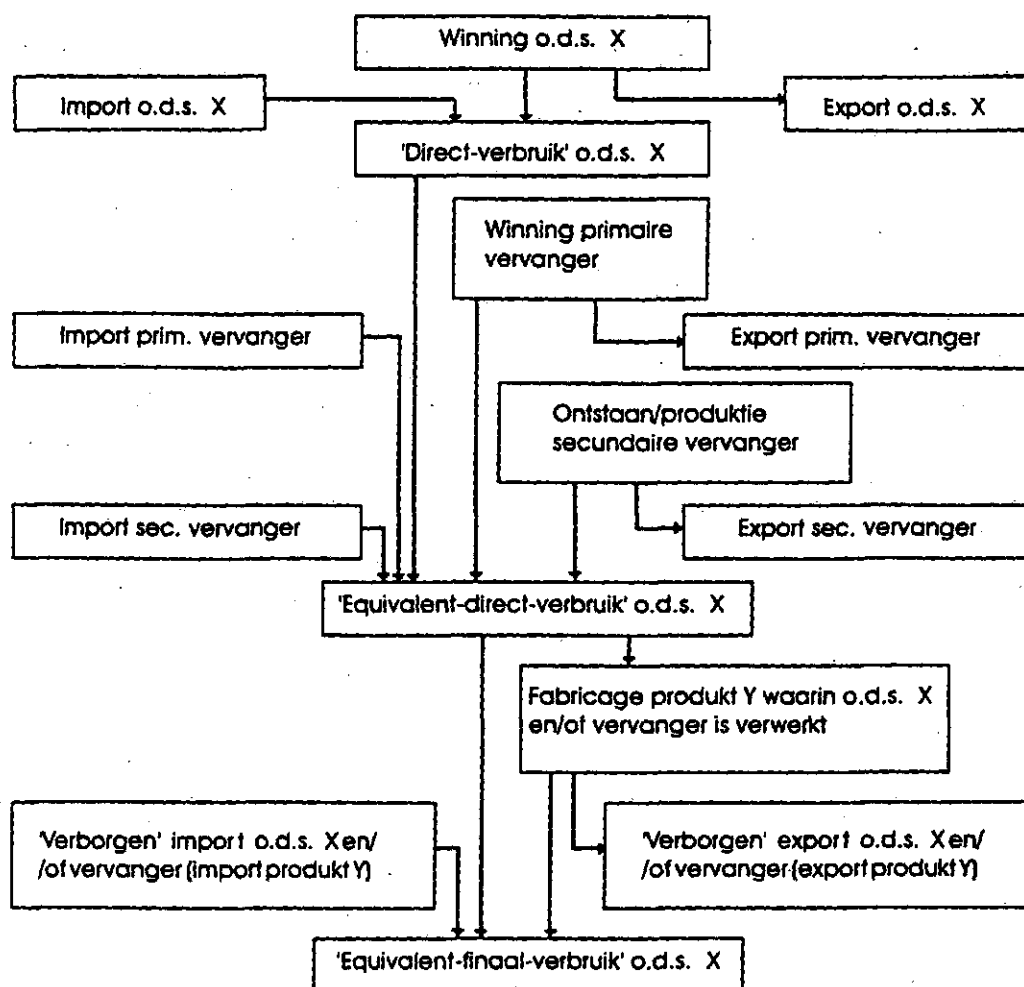 Winning o.d.s. X
Import o.d.s. X
Export o.d.s. X
'Direct-verbruik' o.d.s. X
Winning primaire
vervanger
Import prim. vervanger
Export prim. vervanger
Ontstaan/produktie
secundaire vervanger
Import sec. vervanger
Export sec. vervanger
'Equivalent-direct-verbruik' o.d.s. X
Fabricage produkt Y waarin o.d.s. X
en/of vervanger is verwerkt
'Verborgen' import o.d.s. X en/
/of vervanger (import produkt Y)
'Verborgen' export o.d.s. X en/
/of vervanger (export produkt Y)
'Equivalent-finaal-verbruik' o.d.s. X